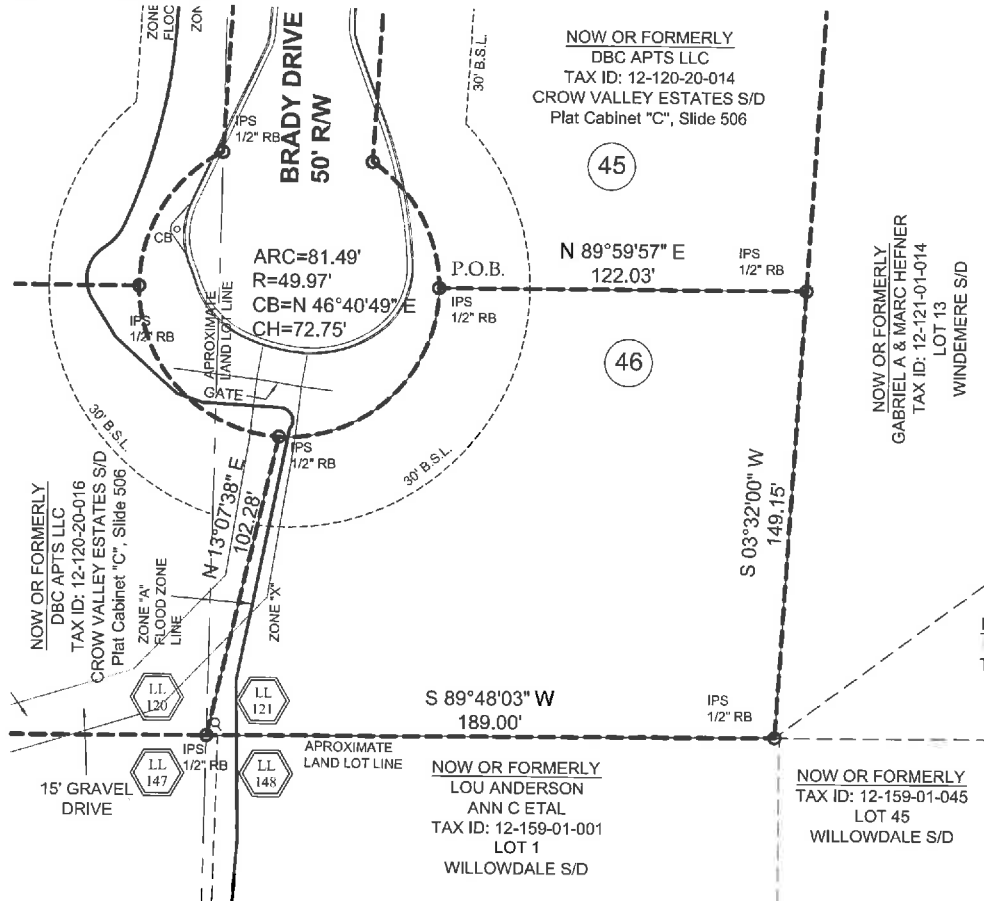 ZONE
FLOC
ZON
30' B.S.L.
NOW OR FORMERLY
DBC APTS LLC
TAX ID: 12-120-20-014
CROW VALLEY ESTATES S/D
Plat Cabinet "C", Slide 506
IPS
1/2" RB
BRADY DRIVE
50' R/W
45
CB
ARC=81.49'
R=49.97'
CB=N 46°40'49" E
CH=72.75'
P.O.B.
N 89°59'57" E
122.03'
IPS
1/2" RB
IPS
1/2" RB
IPS
1/2" RB
APROXIMATE
LAND LOT LINE
NOW OR FORMERLY
GABRIEL A & MARC HEFNER
TAX ID: 12-121-01-014
LOT 13
WINDEMERE S/D
46
GATE
30' B.S.L.
30' B.S.L.
IPS
1/2" RB
N 13°07'38" E
102.28'
S 03°32'00" W
149.15'
NOW OR FORMERLY
DBC APTS LLC
TAX ID: 12-120-20-016
CROW VALLEY ESTATES S/D
Plat Cabinet "C", Slide 506
ZONE "A"
FLOOD ZONE
LINE
ZONE "X"
LL
120
LL
121
S 89°48'03" W
189.00'
IPS
1/2" RB
IPS
1/2" RB
APROXIMATE
LAND LOT LINE
LL
147
LL
148
15' GRAVEL
DRIVE
NOW OR FORMERLY
LOU ANDERSON
ANN C ETAL
TAX ID: 12-159-01-001
LOT 1
WILLOWDALE S/D
NOW OR FORMERLY
TAX ID: 12-159-01-045
LOT 45
WILLOWDALE S/D